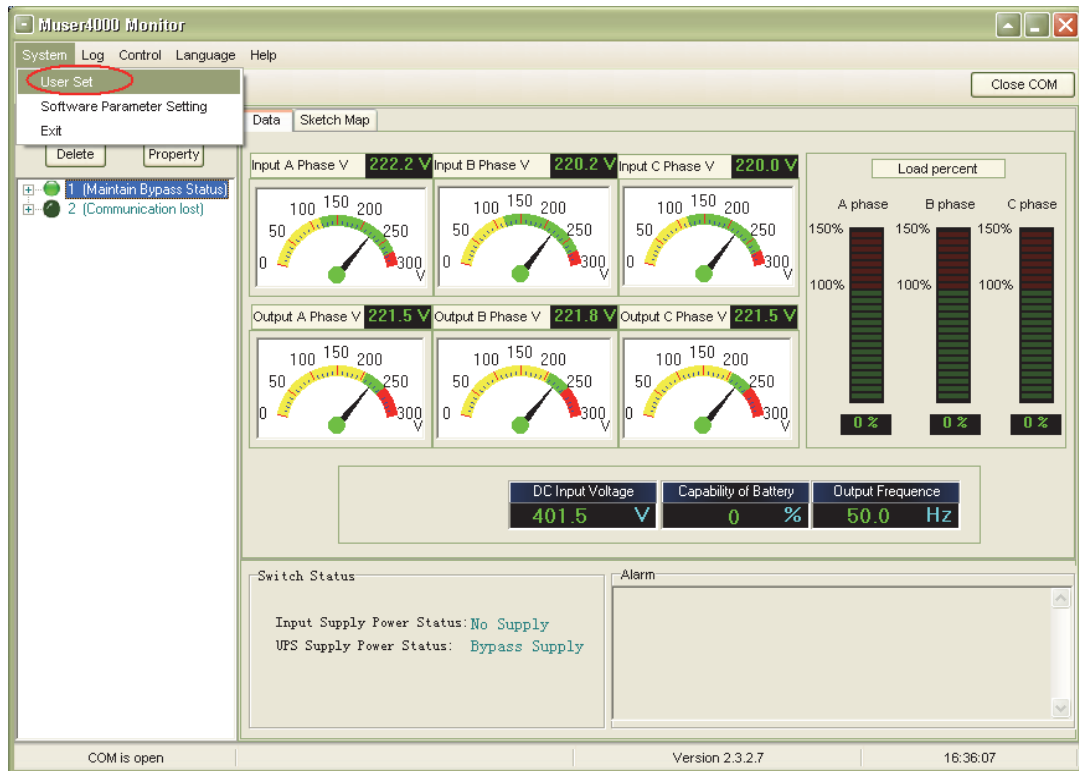 Muser4000 Monitor
System Log Control Language Help
User Set
Software Parameter Setting
Exit
Close COM
Delete Property
1 (Maintain Bypass Status)
2 (Communication lost)
Data Sketch Map
Input A Phase V 222.2 V Input B Phase V 220.2 V Input C Phase V 220.0 V
0 50 100 150 200 250 300 V
0 50 100 150 200 250 300 V
0 50 100 150 200 250 300 V
Output A Phase V 221.5 V Output B Phase V 221.8 V Output C Phase V 221.5 V
0 50 100 150 200 250 300 V
0 50 100 150 200 250 300 V
0 50 100 150 200 250 300 V
Load percent
A phase B phase C phase
150% 150% 150%
100% 100% 100%
0 % 0 % 0 %
DC Input Voltage Capability of Battery Output Frequence
401.5 V 0 % 50.0 Hz
Switch Status
Input Supply Power Status: No Supply
UPS Supply Power Status: Bypass Supply
Alarm
COM is open Version 2.3.2.7 16:36:07